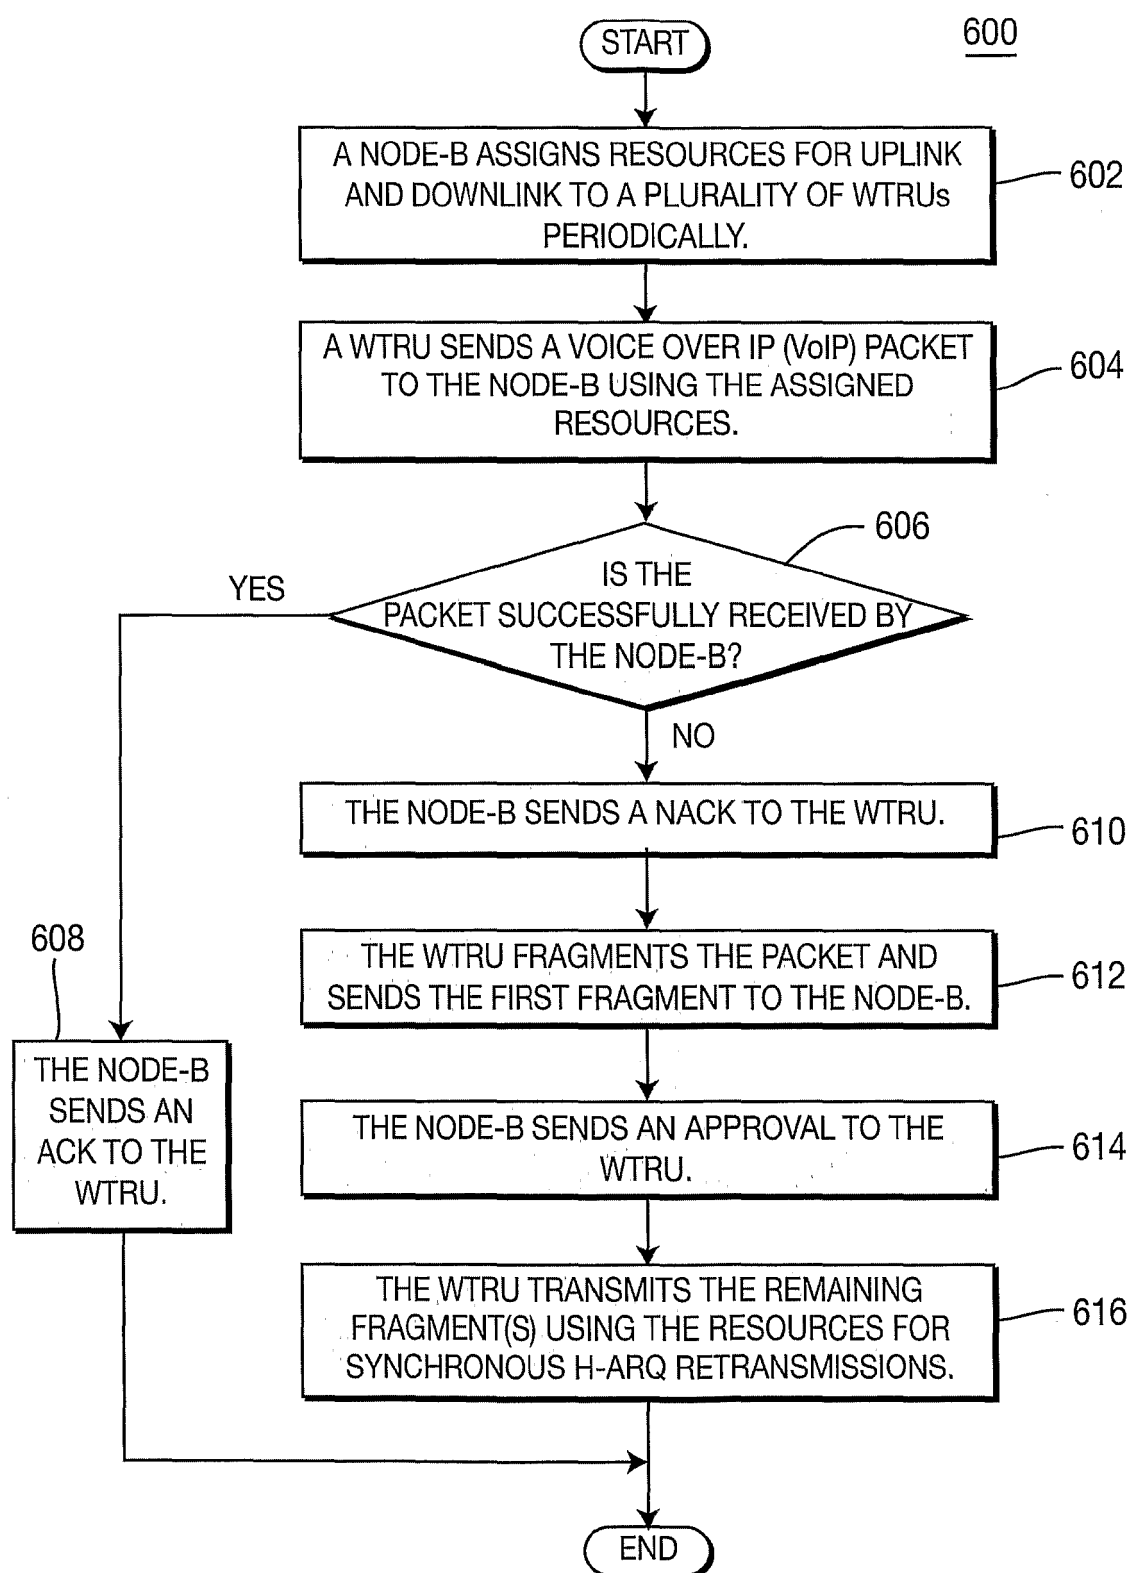 START
600
A NODE-B ASSIGNS RESOURCES FOR UPLINK
AND DOWNLINK TO A PLURALITY OF WTRUs
PERIODICALLY.
602
A WTRU SENDS A VOICE OVER IP (VoIP) PACKET
TO THE NODE-B USING THE ASSIGNED
RESOURCES.
604
606
IS THE
PACKET SUCCESSFULLY RECEIVED BY
THE NODE-B?
YES
NO
THE NODE-B SENDS A NACK TO THE WTRU.
610
THE WTRU FRAGMENTS THE PACKET AND
SENDS THE FIRST FRAGMENT TO THE NODE-B.
612
608
THE NODE-B
SENDS AN
ACK TO THE
WTRU.
THE NODE-B SENDS AN APPROVAL TO THE
WTRU.
614
THE WTRU TRANSMITS THE REMAINING
FRAGMENT(S) USING THE RESOURCES FOR
SYNCHRONOUS H-ARQ RETRANSMISSIONS.
616
END